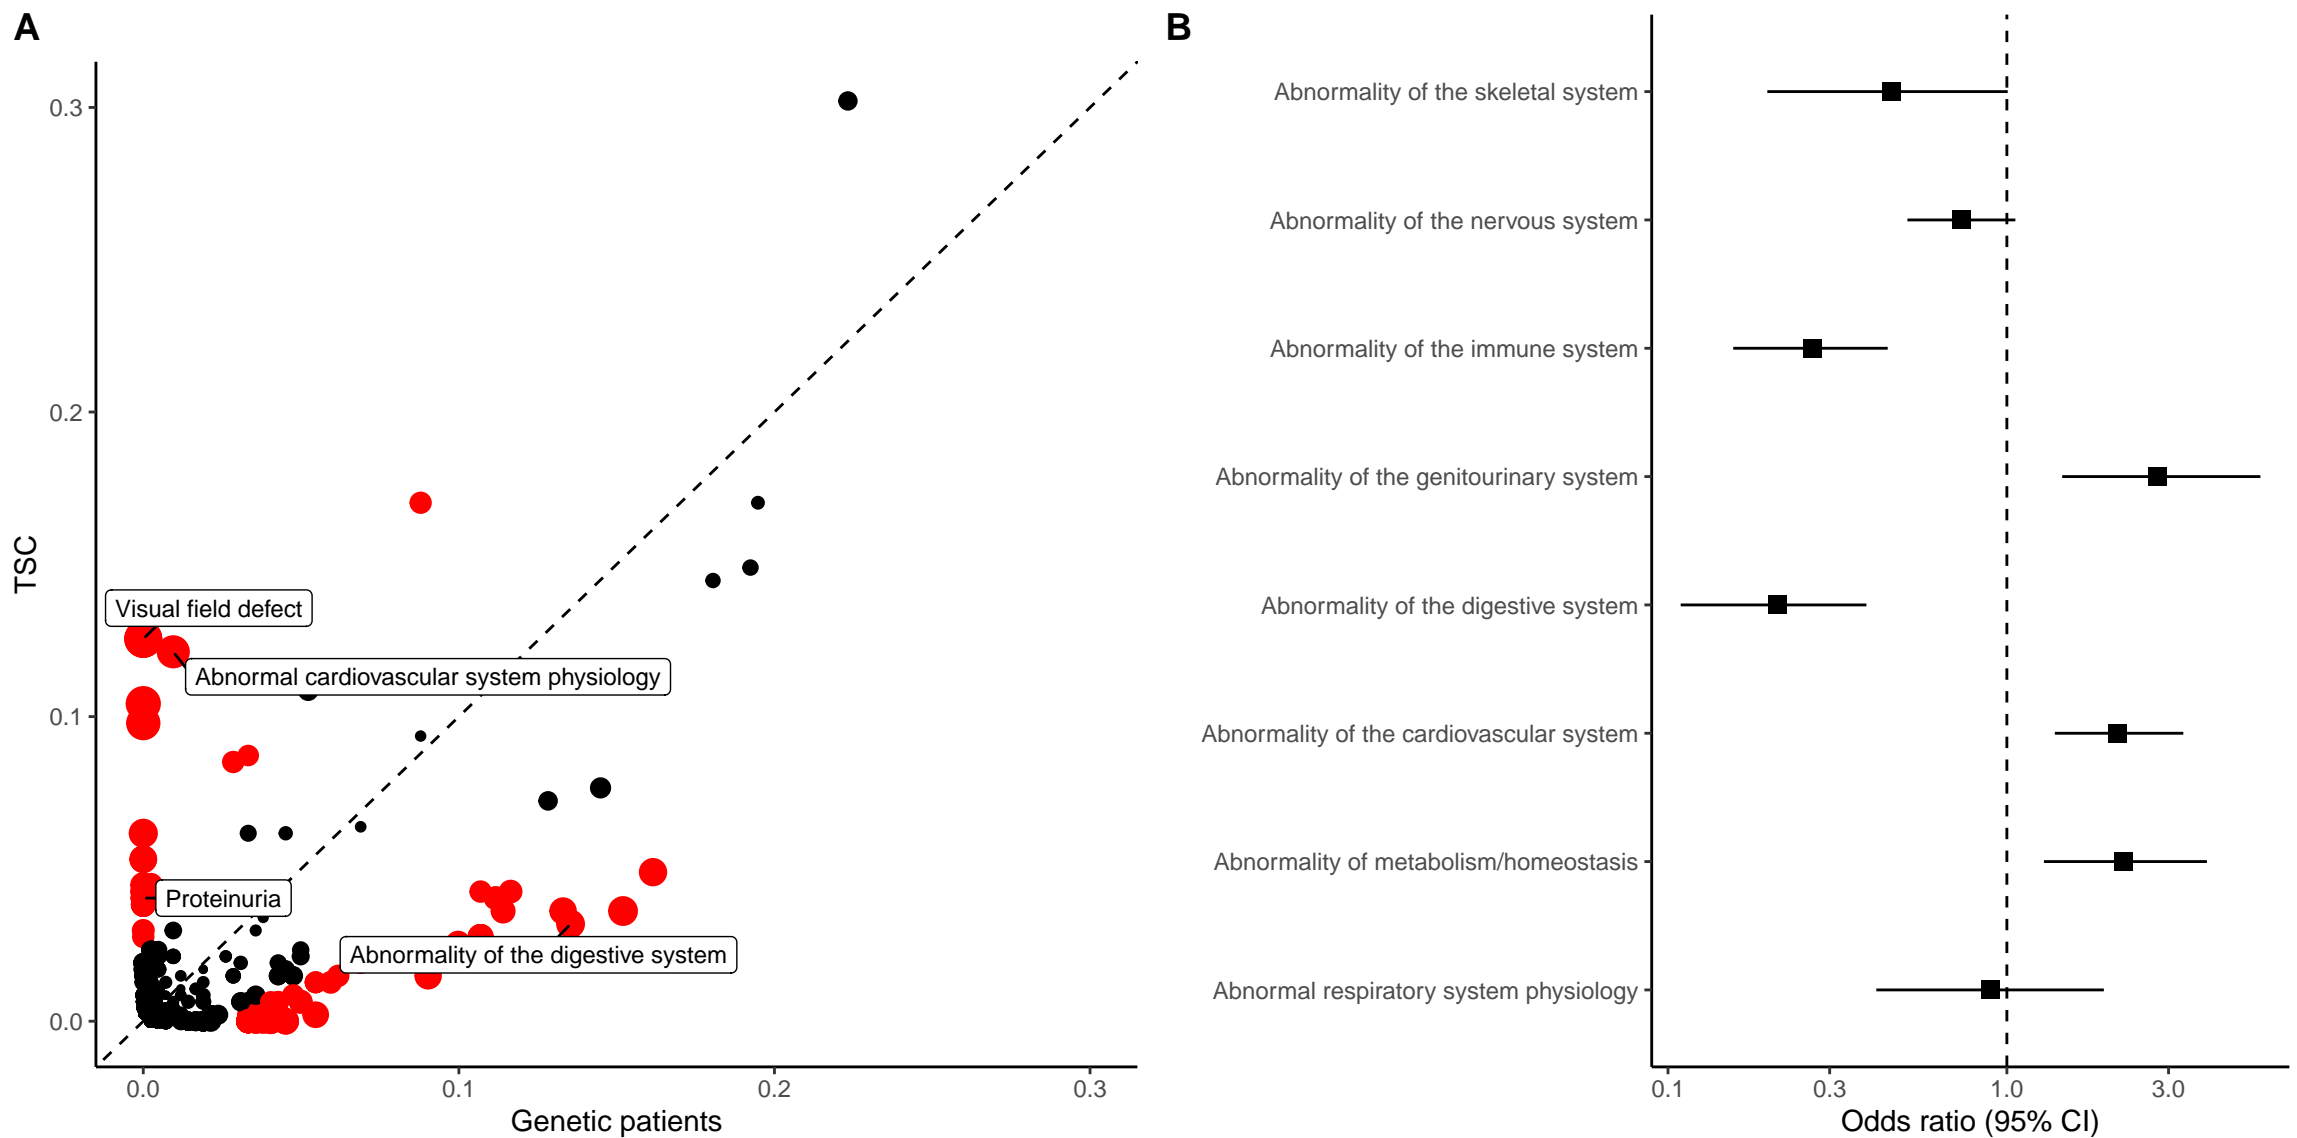 A
0.3
0.2
0.1
0.0
TSC
Visual field defect
Abnormal cardiovascular system physiology
Proteinuria
Abnormality of the digestive system
0.0
0.1
0.2
0.3
Genetic patients
B
Abnormality of the skeletal system
Abnormality of the nervous system
Abnormality of the immune system
Abnormality of the genitourinary system
Abnormality of the digestive system
Abnormality of the cardiovascular system
Abnormality of metabolism/homeostasis
Abnormal respiratory system physiology
0.1
0.3
1.0
3.0
Odds ratio (95% CI)